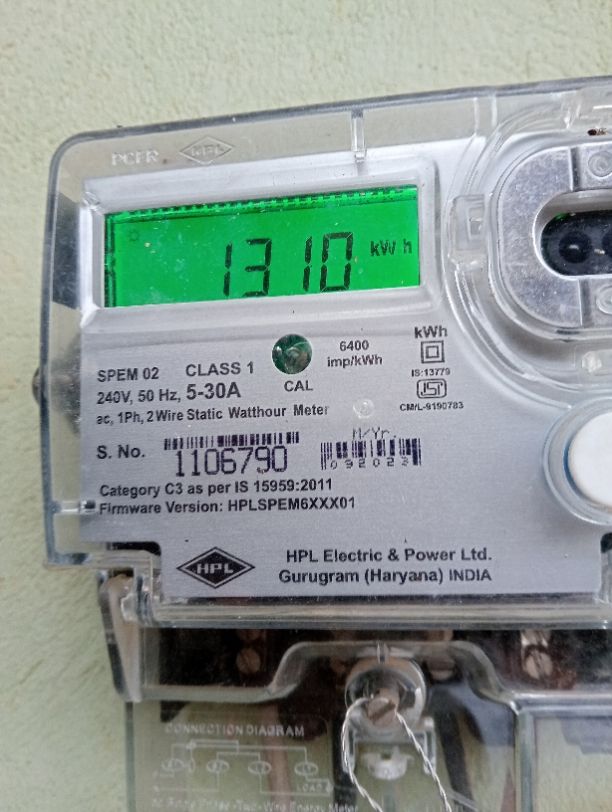 PCFR HPL
1310 kWh
6400
imp/kWh
kWh
IS:13779
CM/L-9190783
SPEM 02 CLASS 1
240V, 50 Hz, 5-30A
CAL
ac, 1Ph, 2 Wire Static Watthour Meter
M/Yr.
S. No. 1106790
Category C3 as per IS 15959:2011
Firmware Version: HPLSPEM6XXX01
HPL
HPL Electric & Power Ltd.
Gurugram (Haryana) INDIA
CONNECTION DIAGRAM